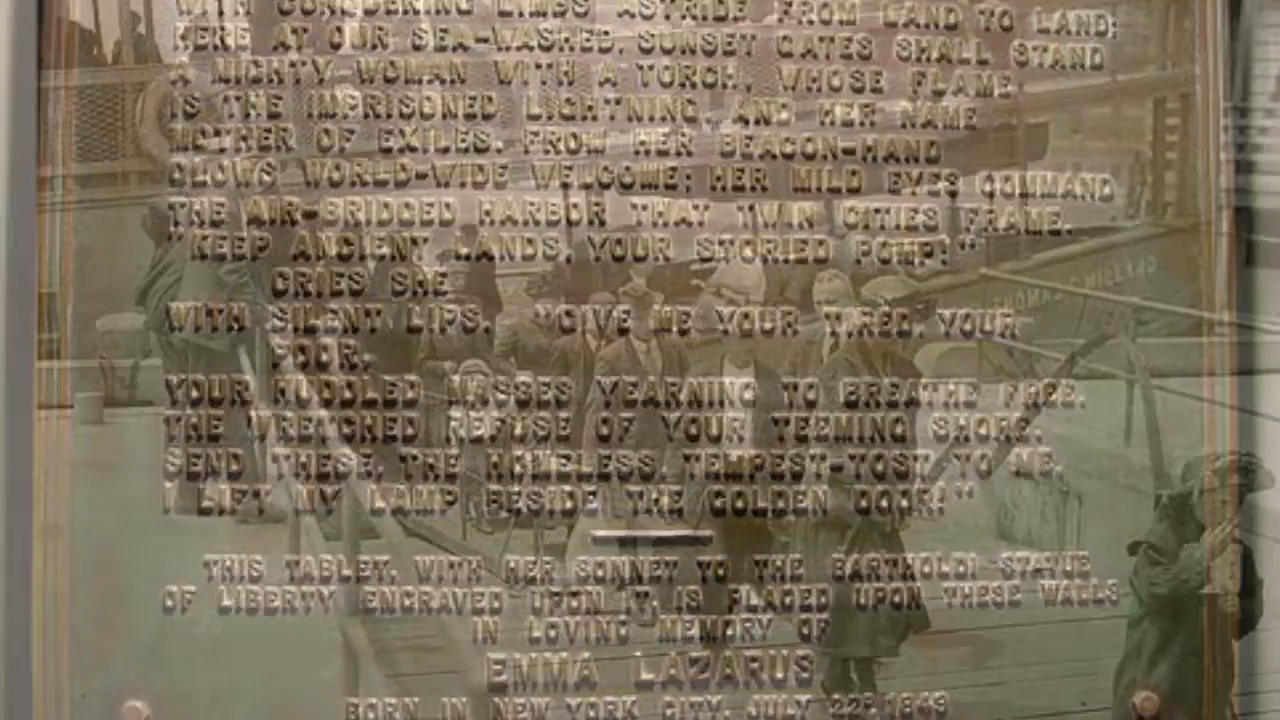 WITH CONQUERING LIMBS ASTRIDE FROM LAND TO LAND;
HERE AT OUR SEA-WASHED, SUNSET GATES SHALL STAND
A MIGHTY WOMAN WITH A TORCH, WHOSE FLAME
IS THE IMPRISONED LIGHTNING, AND HER NAME
MOTHER OF EXILES. FROM HER BEACON-HAND
GLOWS WORLD-WIDE WELCOME; HER MILD EYES COMMAND
THE AIR-BRIDGED HARBOR THAT TWIN CITIES FRAME.
"KEEP ANCIENT LANDS, YOUR STORIED POMP!"
CRIES SHE
WITH SILENT LIPS. "GIVE ME YOUR TIRED, YOUR
POOR,
YOUR HUDDLED MASSES YEARNING TO BREATHE FREE,
THE WRETCHED REFUSE OF YOUR TEEMING SHORE.
SEND THESE, THE HOMELESS, TEMPEST-TOST TO ME,
I LIFT MY LAMP BESIDE THE GOLDEN DOOR!"
THIS TABLET, WITH HER SONNET TO THE BARTHOLDI STATUE
OF LIBERTY ENGRAVED UPON IT, IS PLACED UPON THESE WALLS
IN LOVING MEMORY OF
EMMA LAZARUS
BORN IN NEW YORK CITY, JULY 22D, 1849
THOMAS